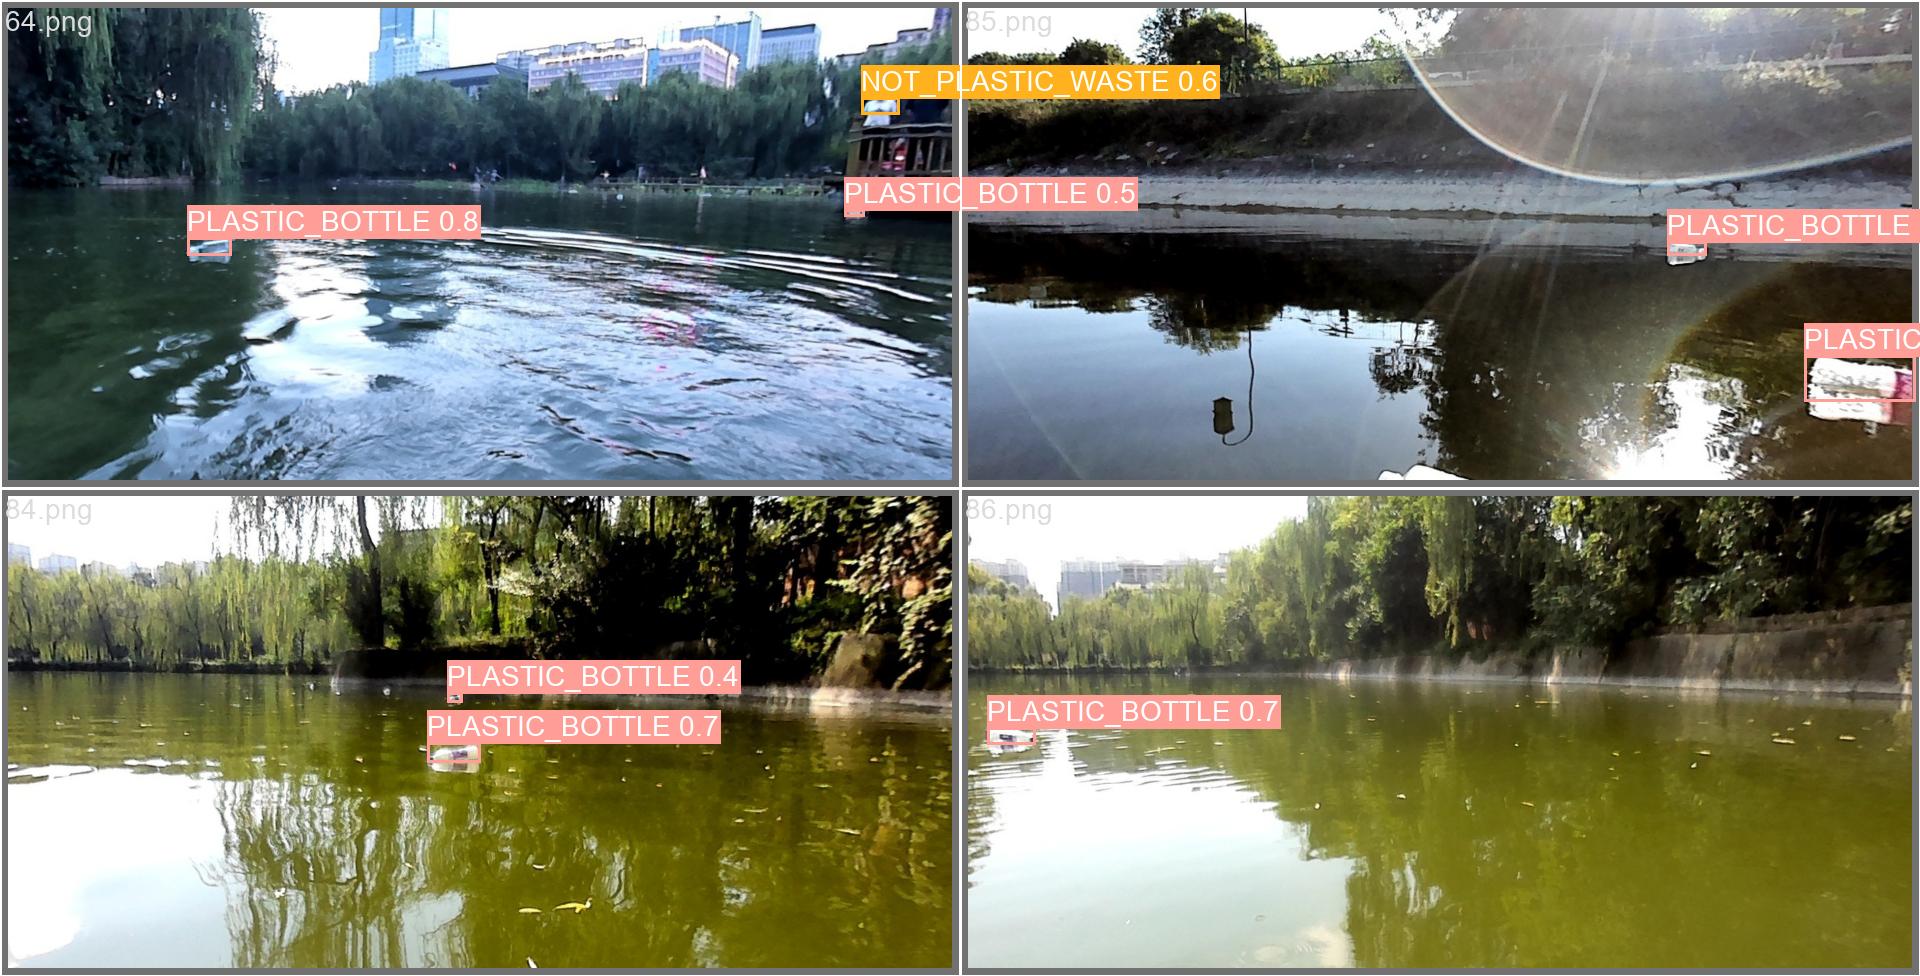 64.png
NOT_PLASTIC_WASTE 0.6
PLASTIC_BOTTLE 0.5
PLASTIC_BOTTLE 0.8
85.png
PLASTIC_BOTTLE
PLASTIC
84.png
PLASTIC_BOTTLE 0.4
PLASTIC_BOTTLE 0.7
86.png
PLASTIC_BOTTLE 0.7